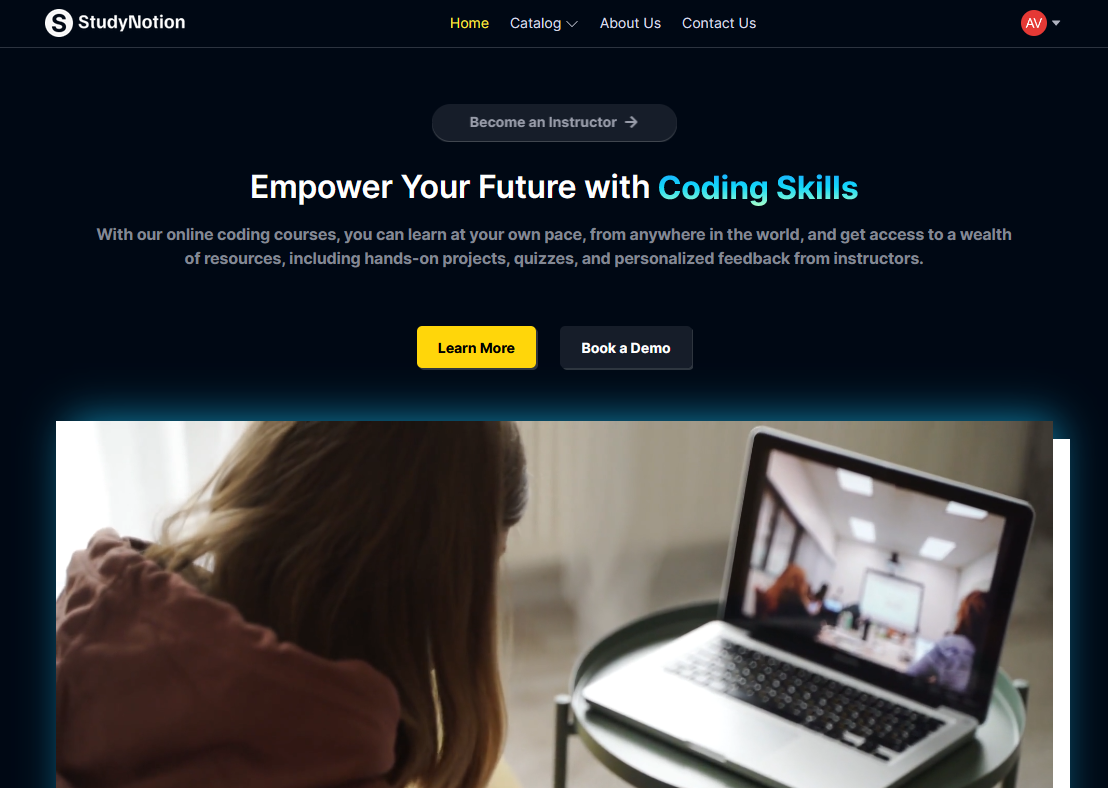 StudyNotion
Home Catalog About Us Contact Us
AV
Become an Instructor →
Empower Your Future with Coding Skills
With our online coding courses, you can learn at your own pace, from anywhere in the world, and get access to a wealth
of resources, including hands-on projects, quizzes, and personalized feedback from instructors.
Learn More
Book a Demo